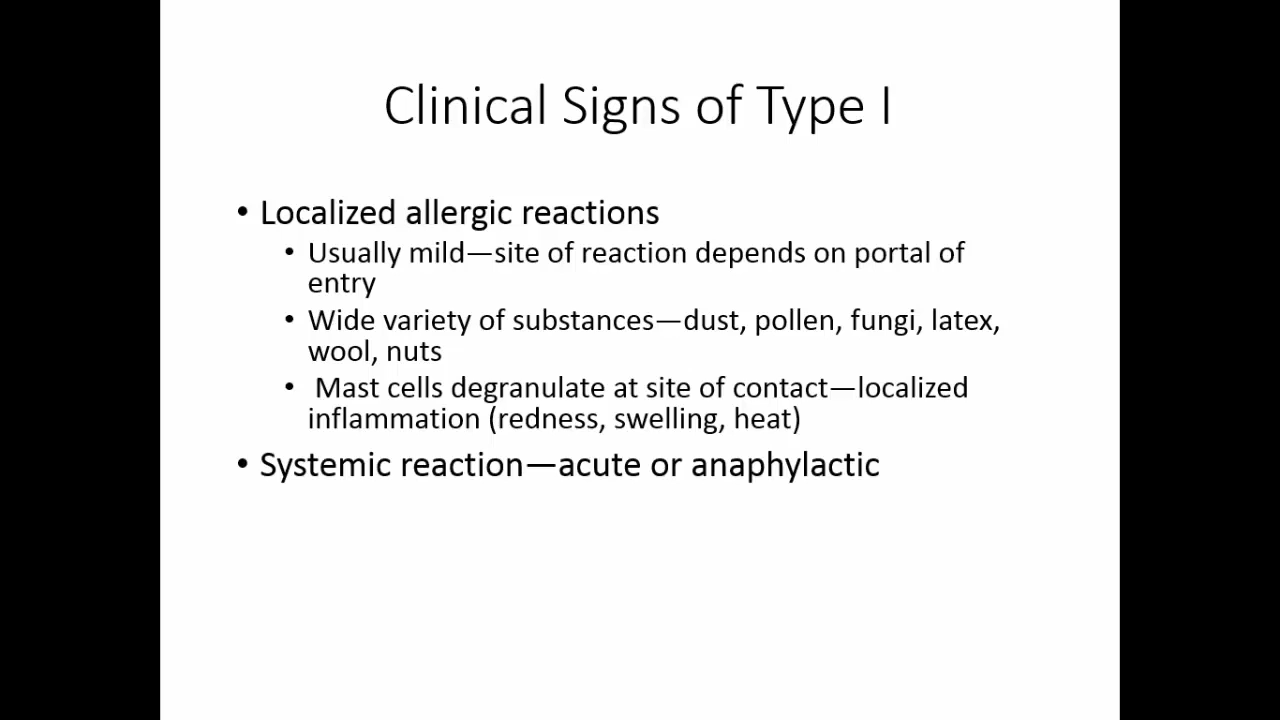 Clinical Signs of Type I
• Localized allergic reactions
• Usually mild—site of reaction depends on portal of
entry
• Wide variety of substances—dust, pollen, fungi, latex,
wool, nuts
• Mast cells degranulate at site of contact—localized
inflammation (redness, swelling, heat)
• Systemic reaction—acute or anaphylactic